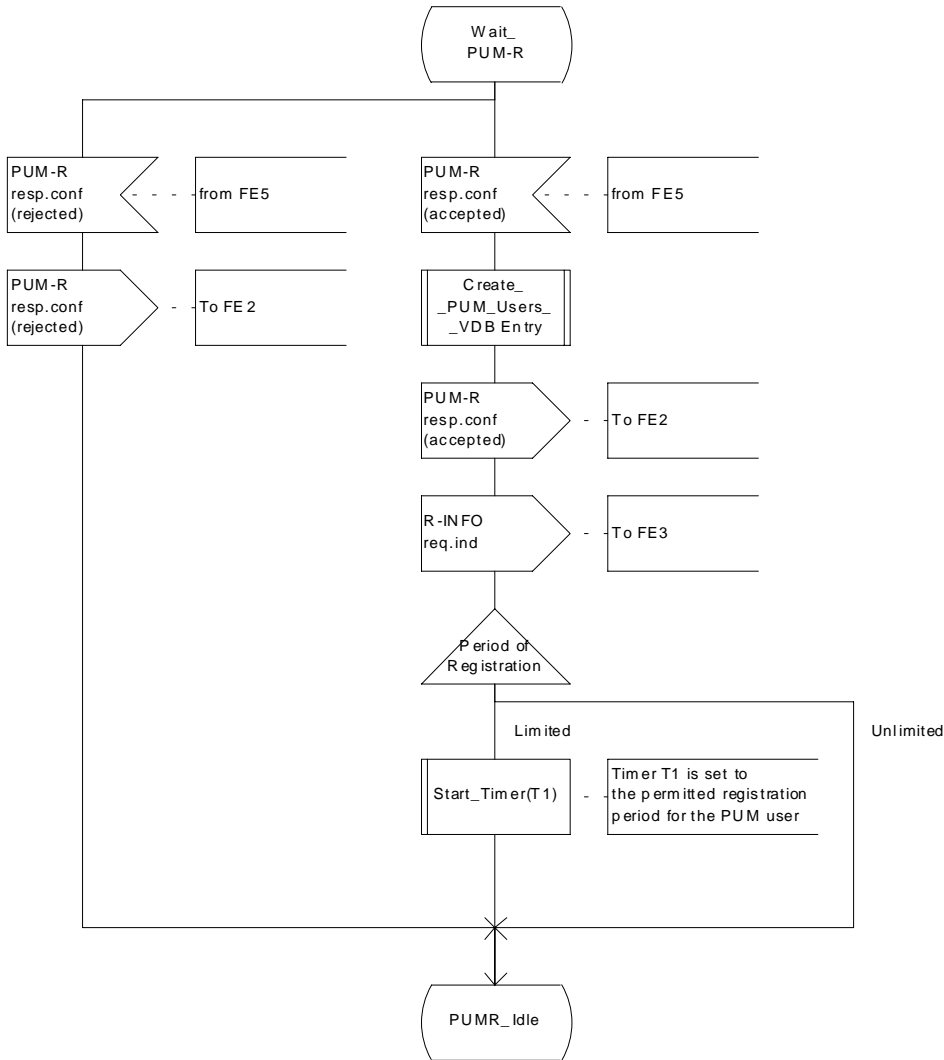 Wait_
PUM-R
PUM-R
resp.conf
(rejected)
from FE5
PUM-R
resp.conf
(accepted)
from FE5
PUM-R
resp.conf
(rejected)
To FE2
Create_
_PUM_Users_
_VDB Entry
PUM-R
resp.conf
(accepted)
To FE2
R-INFO
req.ind
To FE3
Period of
Registration
Limited
Unlimited
Start_Timer(T1)
Timer T1 is set to
the permitted registration
period for the PUM user
PUMR_Idle